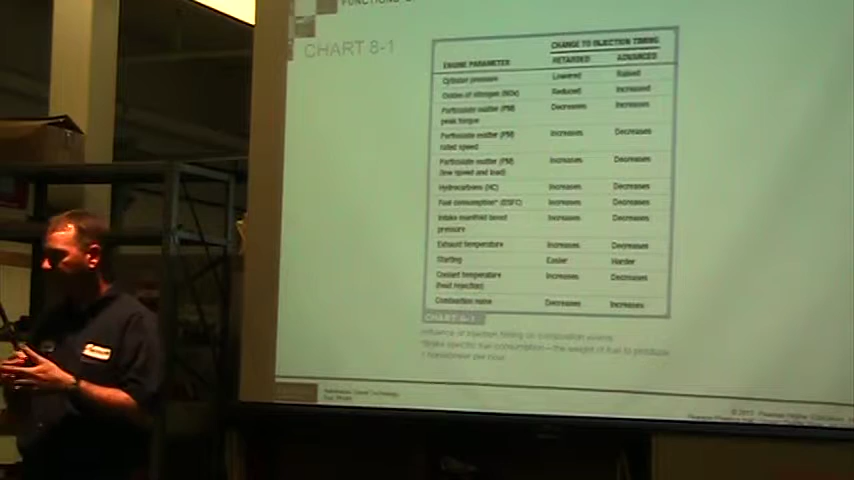 FUNCTIONS
CHART 8-1
CHANGE TO INJECTION TIMING
ENGINE PARAMETER RETARDED ADVANCED
Cylinder pressure Lowered Raised
Oxides of nitrogen (NOx) Reduced Increased
Particulate matter (PM)
peak torque Decreases Increases
Particulate matter (PM)
rated speed Increases Decreases
Particulate matter (PM)
(low speed and load) Increases Decreases
Hydrocarbons (HC) Increases Decreases
Fuel consumption* (BSFC) Increases Decreases
Intake manifold boost
pressure Increases Decreases
Exhaust temperature Increases Decreases
Starting Easier Harder
Coolant temperature
(heat rejection) Increases Decreases
Combustion noise Decreases Increases
CHART 8-1
Influence of injection timing on combustion events.
*Brake specific fuel consumption—the weight of fuel to produce
1 horsepower per hour.